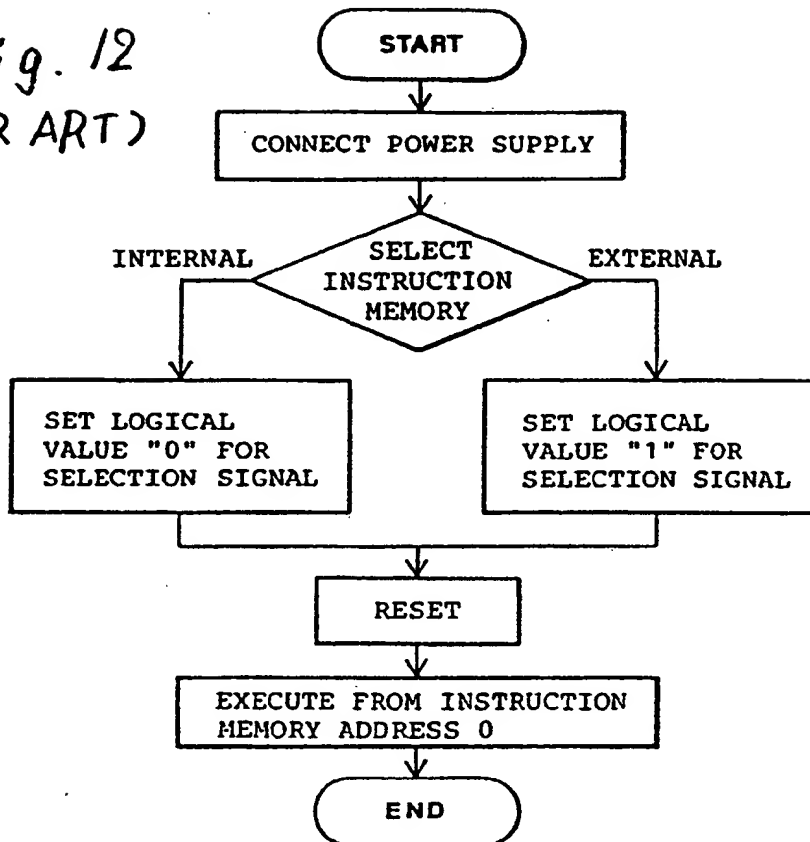 g. 12
R ART)
START
CONNECT POWER SUPPLY
SELECT
INSTRUCTION
MEMORY
INTERNAL
EXTERNAL
SET LOGICAL
VALUE "0" FOR
SELECTION SIGNAL
SET LOGICAL
VALUE "1" FOR
SELECTION SIGNAL
RESET
EXECUTE FROM INSTRUCTION
MEMORY ADDRESS 0
END